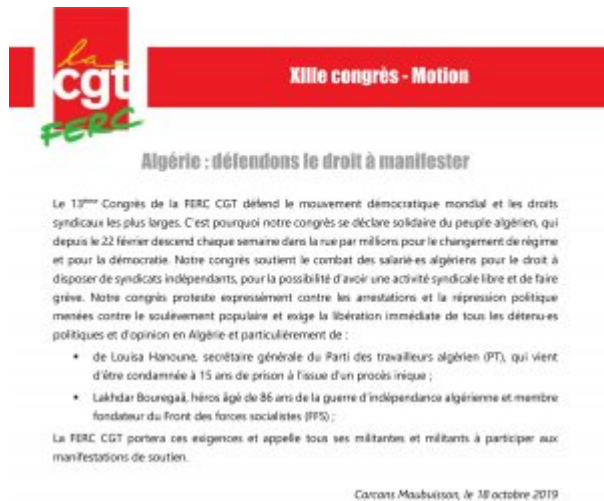 la
cgt
FERC
XIIIe congrès - Motion
Algérie : défendons le droit à manifester
Le 13ème Congrès de la FERC CGT défend le mouvement démocratique mondial et les droits
syndicaux les plus larges. C'est pourquoi notre congrès se déclare solidaire du peuple algérien, qui
depuis le 22 février descend chaque semaine dans la rue par millions pour le changement de régime
et pour la démocratie. Notre congrès soutient le combat des salarié·es algériens pour le droit à
disposer de syndicats indépendants, pour la possibilité d'avoir une activité syndicale libre et de faire
grève. Notre congrès proteste expressément contre les arrestations et la répression politique
menées contre le soulèvement populaire et exige la libération immédiate de tous les détenu·es
politiques et d'opinion en Algérie et particulièrement de :
• de Louisa Hanoune, secrétaire générale du Parti des travailleurs algérien (PT), qui vient
d'être condamnée à 15 ans de prison à l'issue d'un procès inique ;
• Lakhdar Bouregaâ, héros âgé de 86 ans de la guerre d'indépendance algérienne et membre
fondateur du Front des forces socialistes (FFS) ;
La FERC CGT portera ces exigences et appelle tous ses militantes et militants à participer aux
manifestations de soutien.
Carcans Maubuisson, le 18 octobre 2019